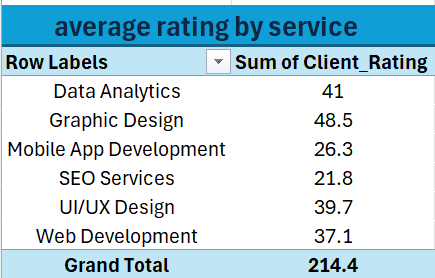 average rating by service
Row Labels Sum of Client_Rating
Data Analytics 41
Graphic Design 48.5
Mobile App Development 26.3
SEO Services 21.8
UI/UX Design 39.7
Web Development 37.1
Grand Total 214.4